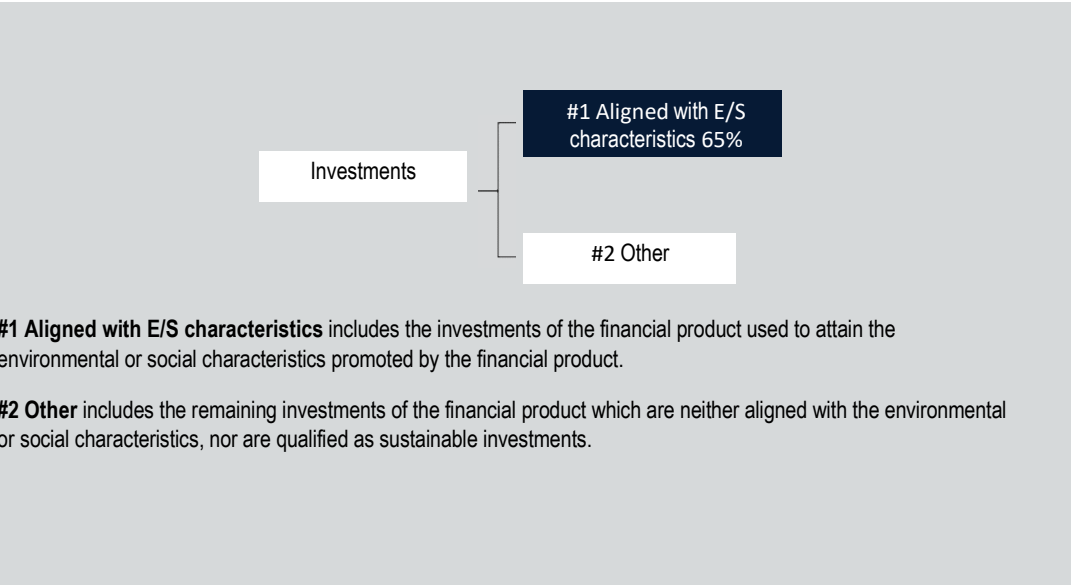 #1 Aligned with E/S
characteristics 65%
Investments
#2 Other
#1 Aligned with E/S characteristics includes the investments of the financial product used to attain the
environmental or social characteristics promoted by the financial product.
#2 Other includes the remaining investments of the financial product which are neither aligned with the environmental
or social characteristics, nor are qualified as sustainable investments.